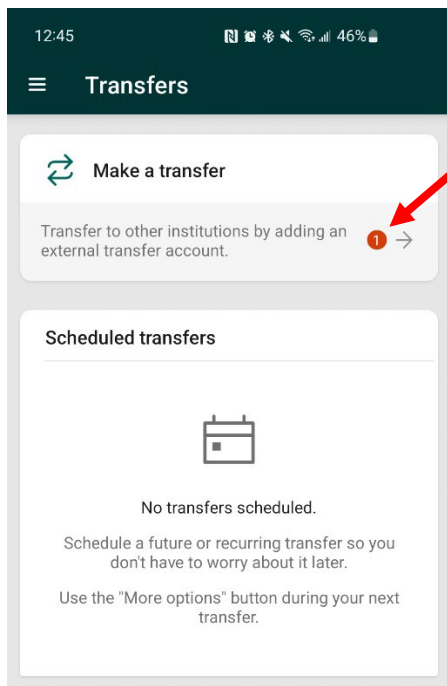 12:45 46%
Transfers
Make a transfer
Transfer to other institutions by adding an
external transfer account.
1
Scheduled transfers
No transfers scheduled.
Schedule a future or recurring transfer so you
don't have to worry about it later.
Use the "More options" button during your next
transfer.